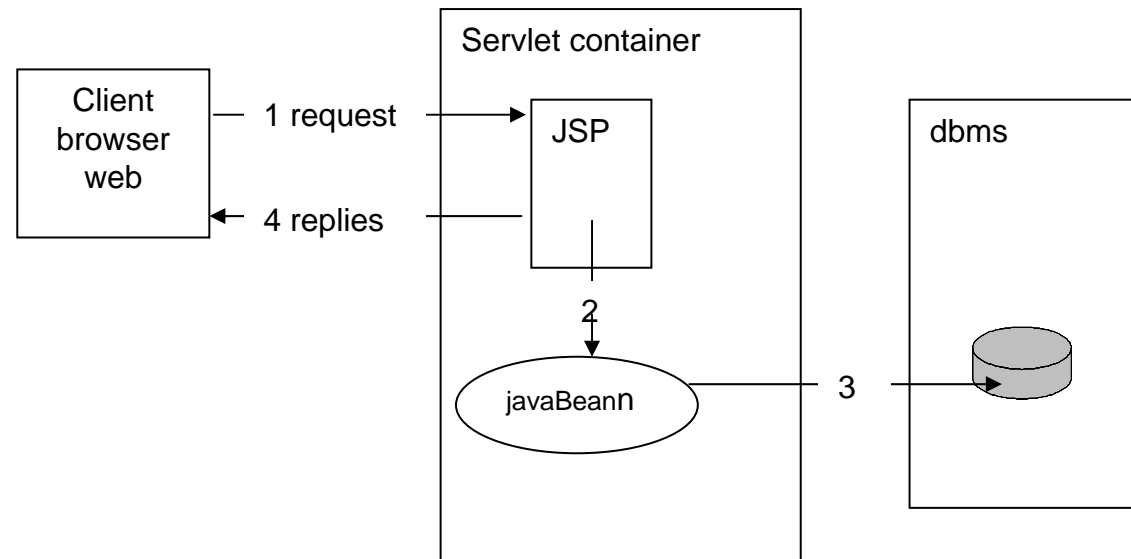 Servlet container
Client
browser
web
1 request
JSP
dbms
4 replies
2
javaBeann
3